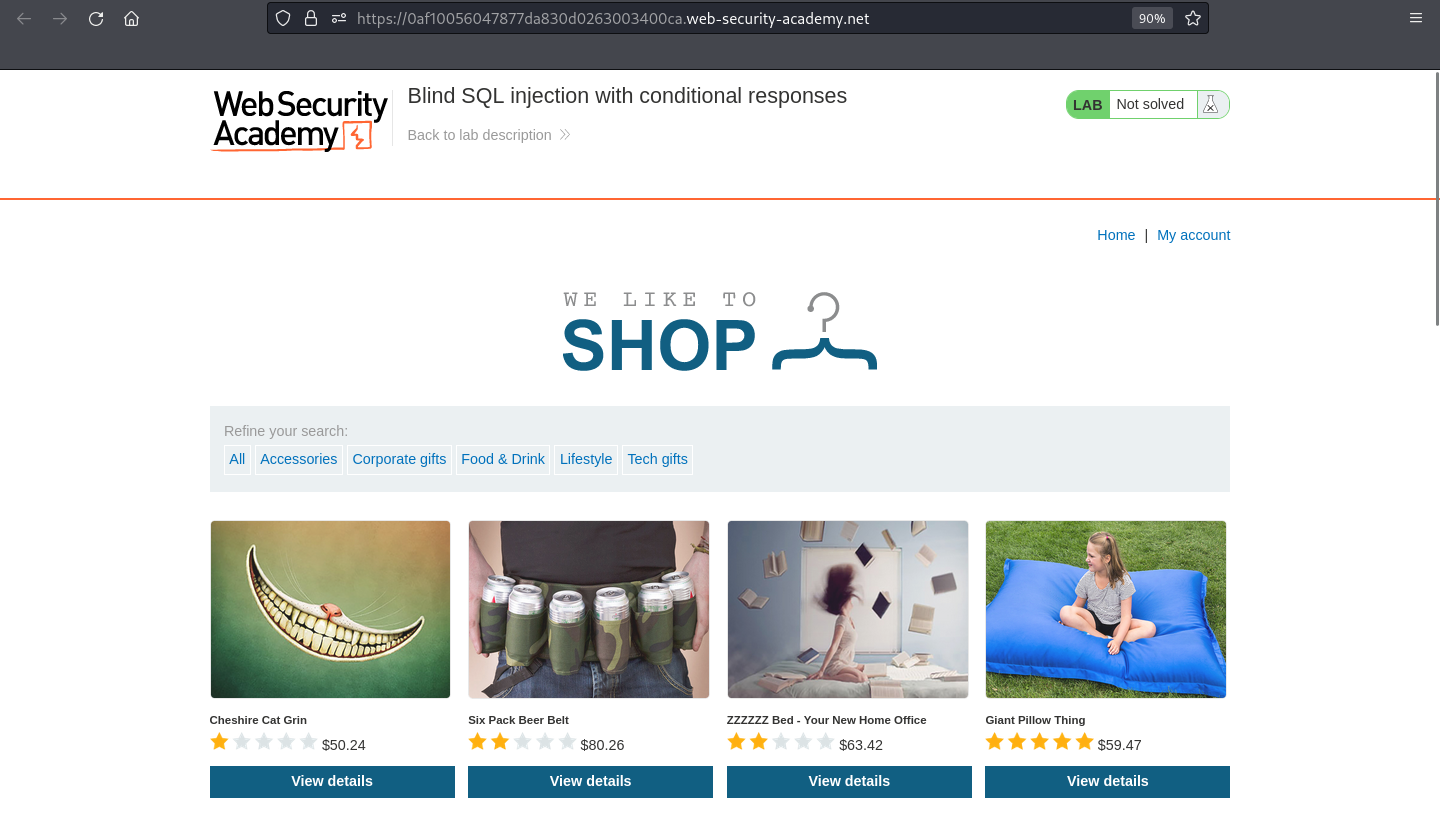 https://0af10056047877da830d0263003400ca.web-security-academy.net
90%
Web Security Academy
Blind SQL injection with conditional responses
Back to lab description
LAB Not solved
Home | My account
WE LIKE TO
SHOP
Refine your search:
All Accessories Corporate gifts Food & Drink Lifestyle Tech gifts
Cheshire Cat Grin
$50.24
View details
Six Pack Beer Belt
$80.26
View details
ZZZZZZ Bed - Your New Home Office
$63.42
View details
Giant Pillow Thing
$59.47
View details